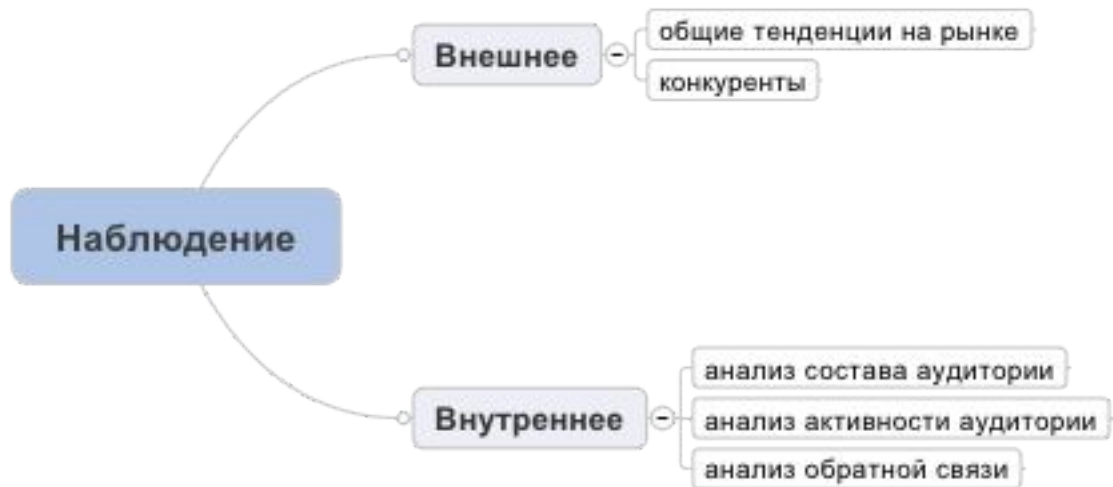 Наблюдение
Внешнее
общие тенденции на рынке
конкуренты
Внутреннее
анализ состава аудитории
анализ активности аудитории
анализ обратной связи